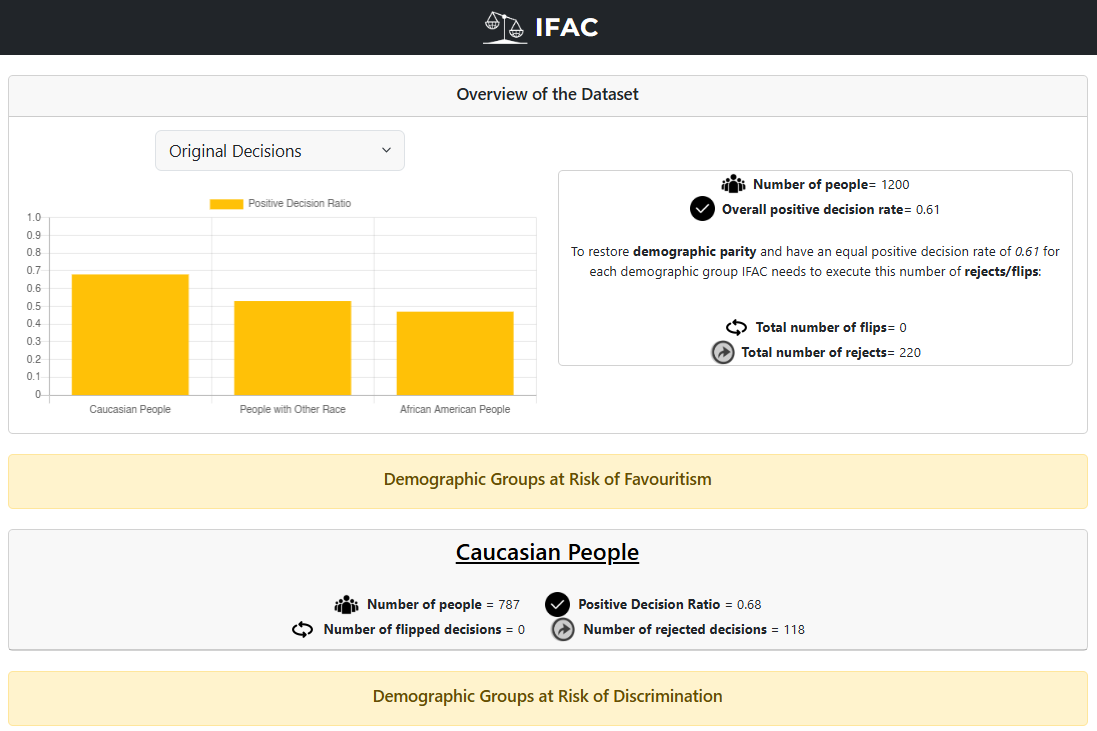 IFAC
Overview of the Dataset
Original Decisions
Positive Decision Ratio
1.0
0.9
0.8
0.7
0.6
0.5
0.4
0.3
0.2
0.1
0
Caucasian People
People with Other Race
African American People
Number of people= 1200
Overall positive decision rate= 0.61
To restore demographic parity and have an equal positive decision rate of 0.61 for
each demographic group IFAC needs to execute this number of rejects/flips:
Total number of flips= 0
Total number of rejects= 220
Demographic Groups at Risk of Favouritism
Caucasian People
Number of people = 787 Positive Decision Ratio = 0.68
Number of flipped decisions = 0 Number of rejected decisions = 118
Demographic Groups at Risk of Discrimination